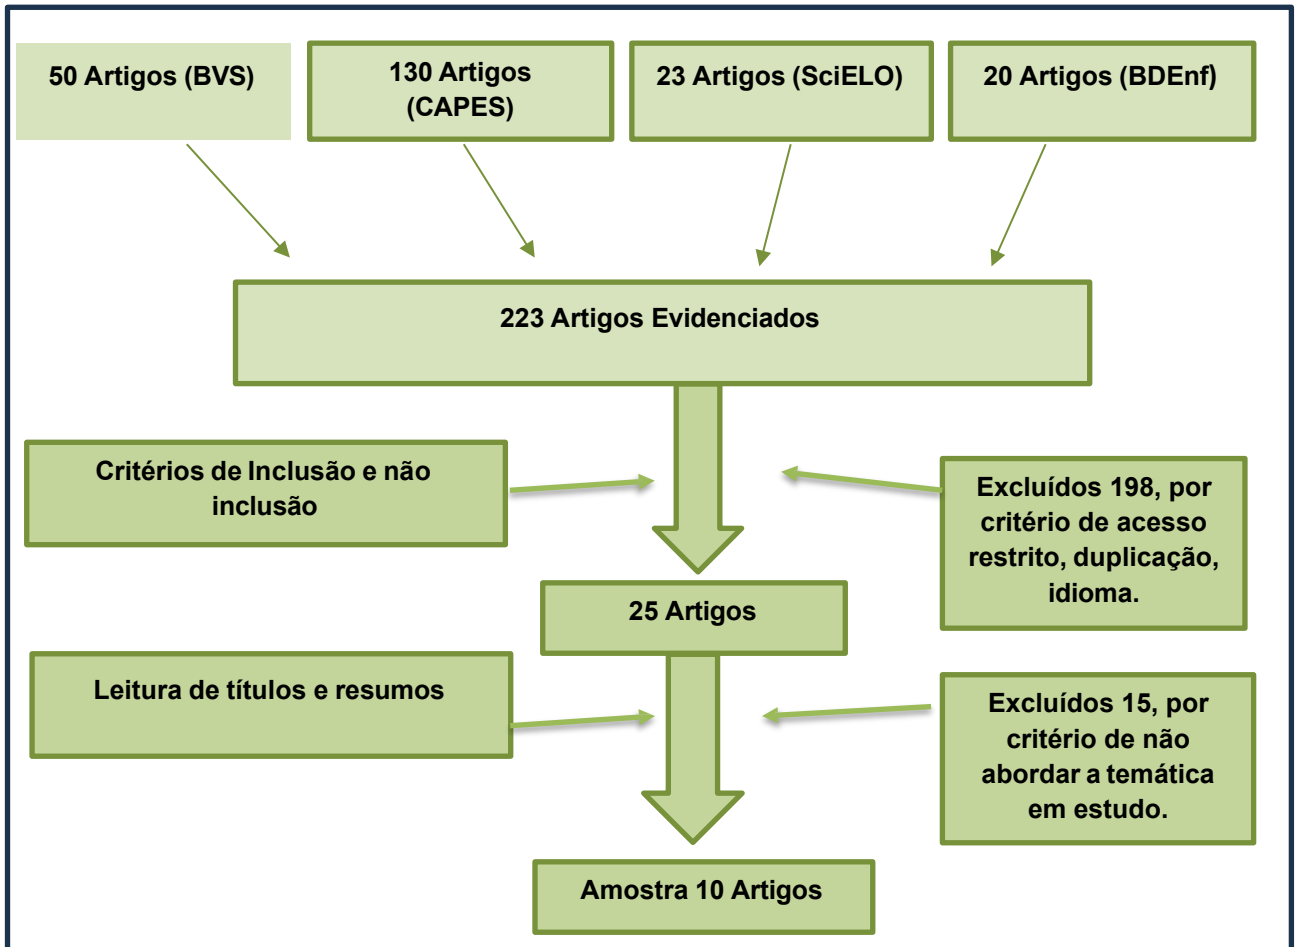 50 Artigos (BVS)
130 Artigos
(CAPES)
23 Artigos (SciELO)
20 Artigos (BDEnf)
223 Artigos Evidenciados
Critérios de Inclusão e não
inclusão
Excluídos 198, por
critério de acesso
restrito, duplicação,
idioma.
25 Artigos
Leitura de títulos e resumos
Excluídos 15, por
critério de não
abordar a temática
em estudo.
Amostra 10 Artigos